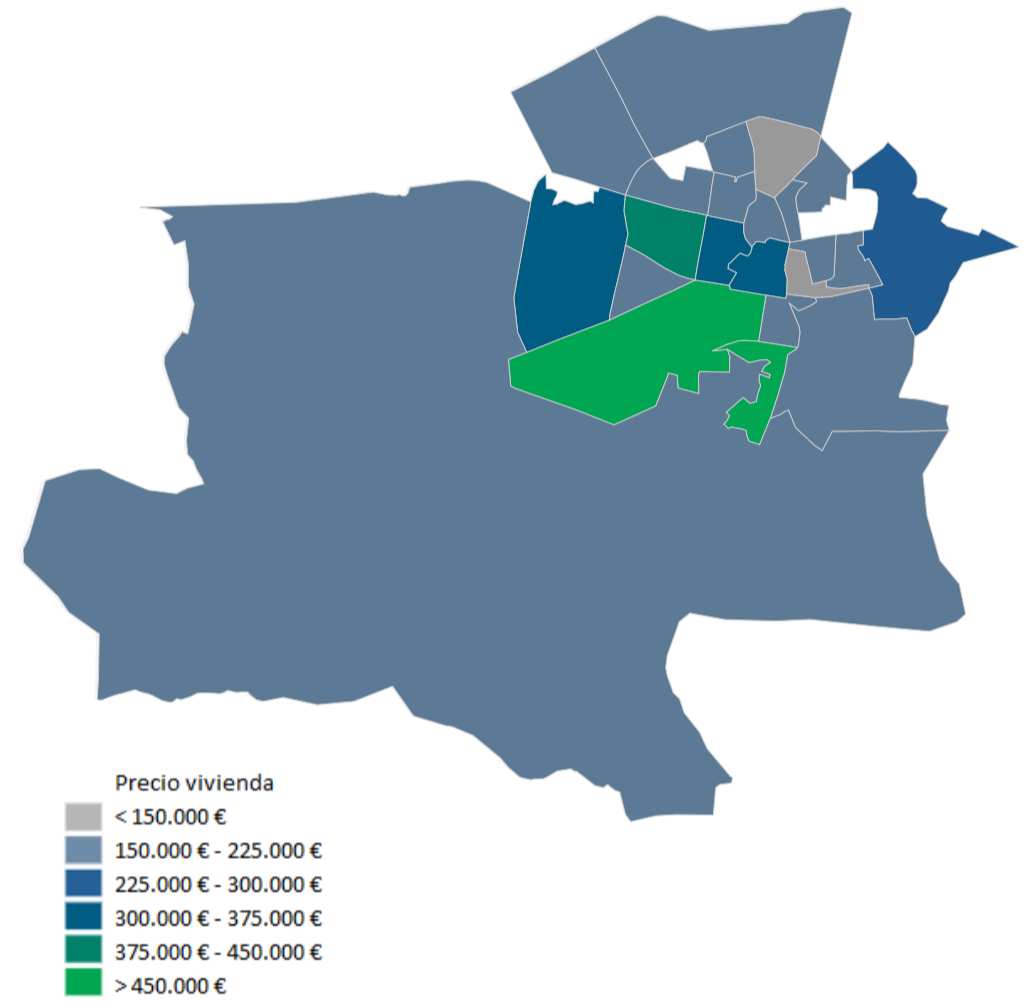 Precio vivienda
< 150.000 €
150.000 € - 225.000 €
225.000 € - 300.000 €
300.000 € - 375.000 €
375.000 € - 450.000 €
> 450.000 €